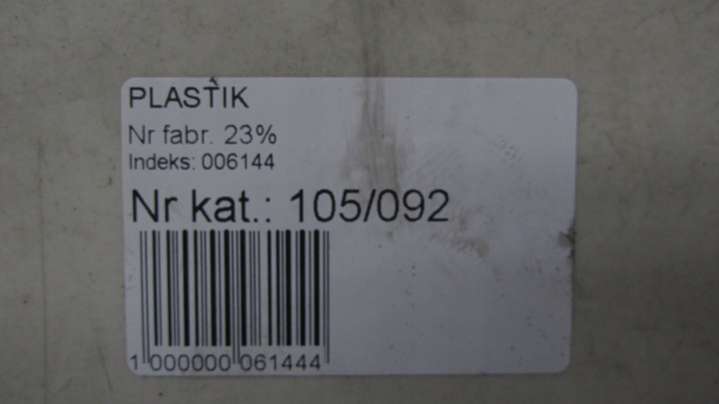 PLASTIK
Nr fabr. 23%
Indeks: 006144
Nr kat.: 105/092
1 000000 061444